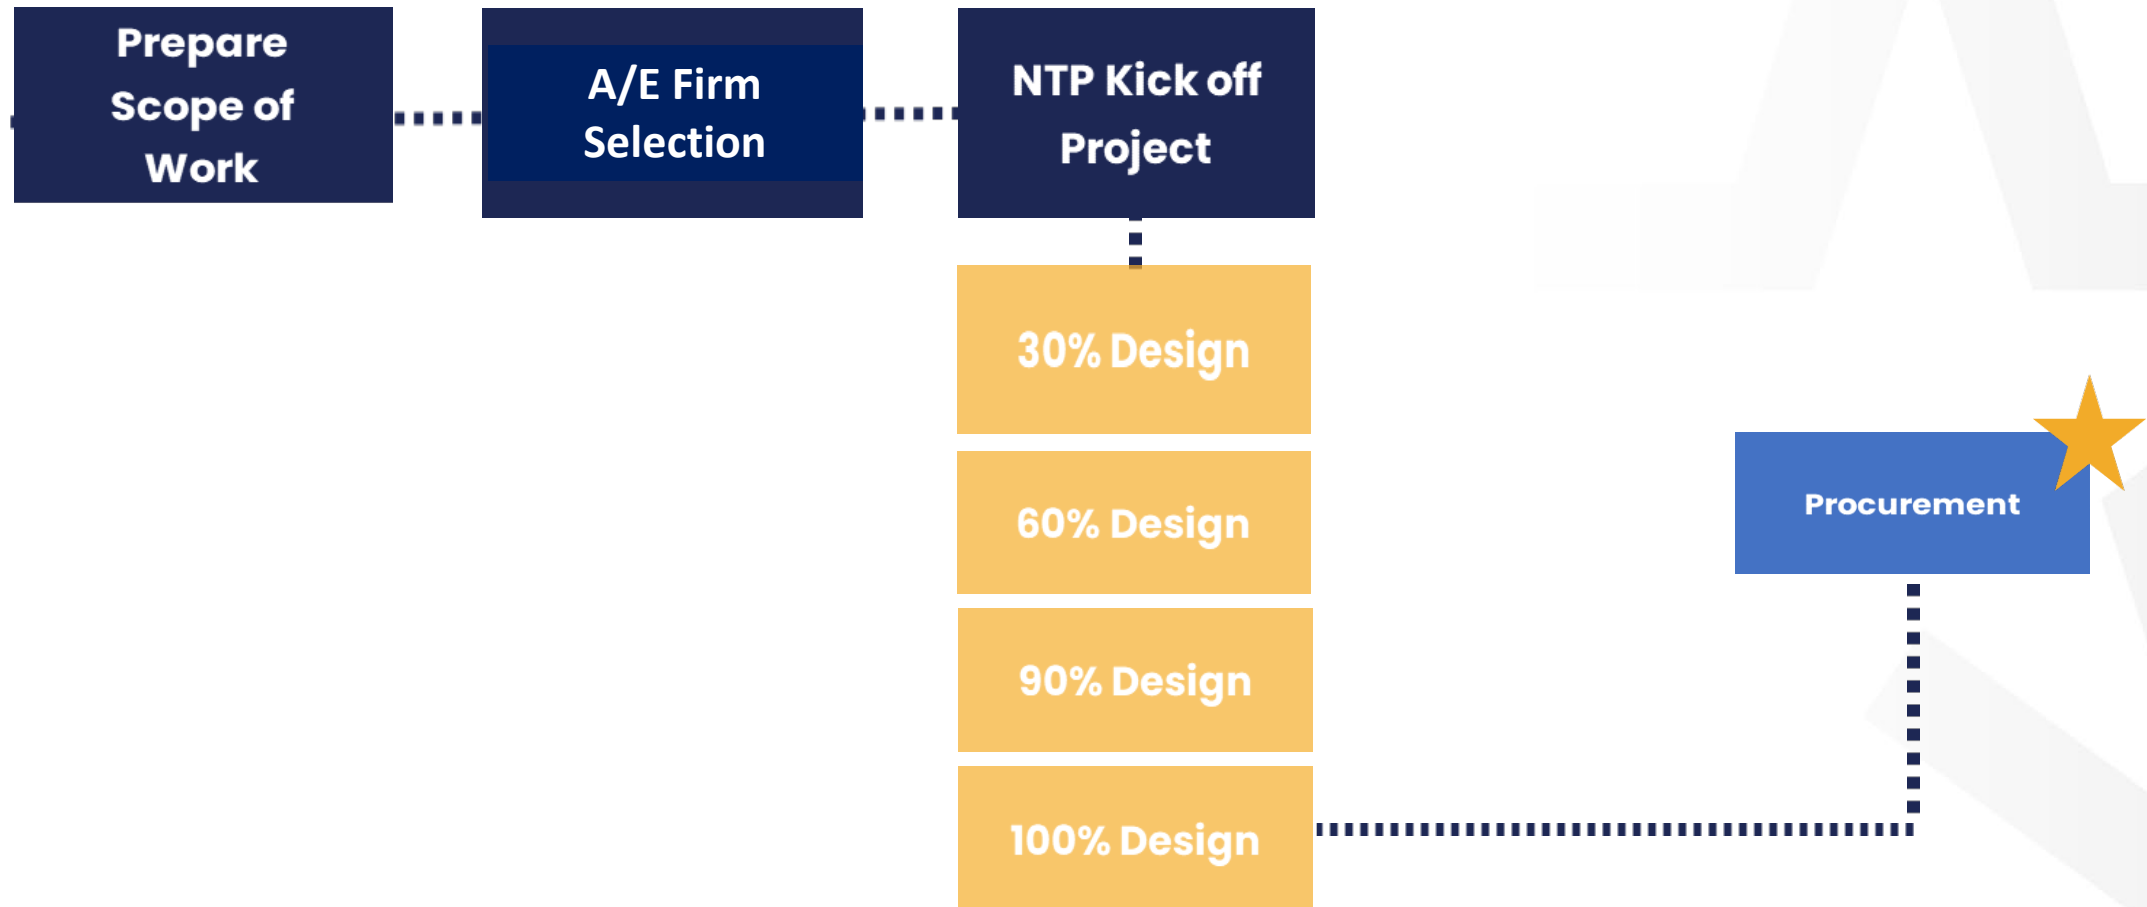 Prepare
Scope of
Work
A/E Firm
Selection
NTP Kick off
Project
30% Design
60% Design
90% Design
100% Design
Procurement